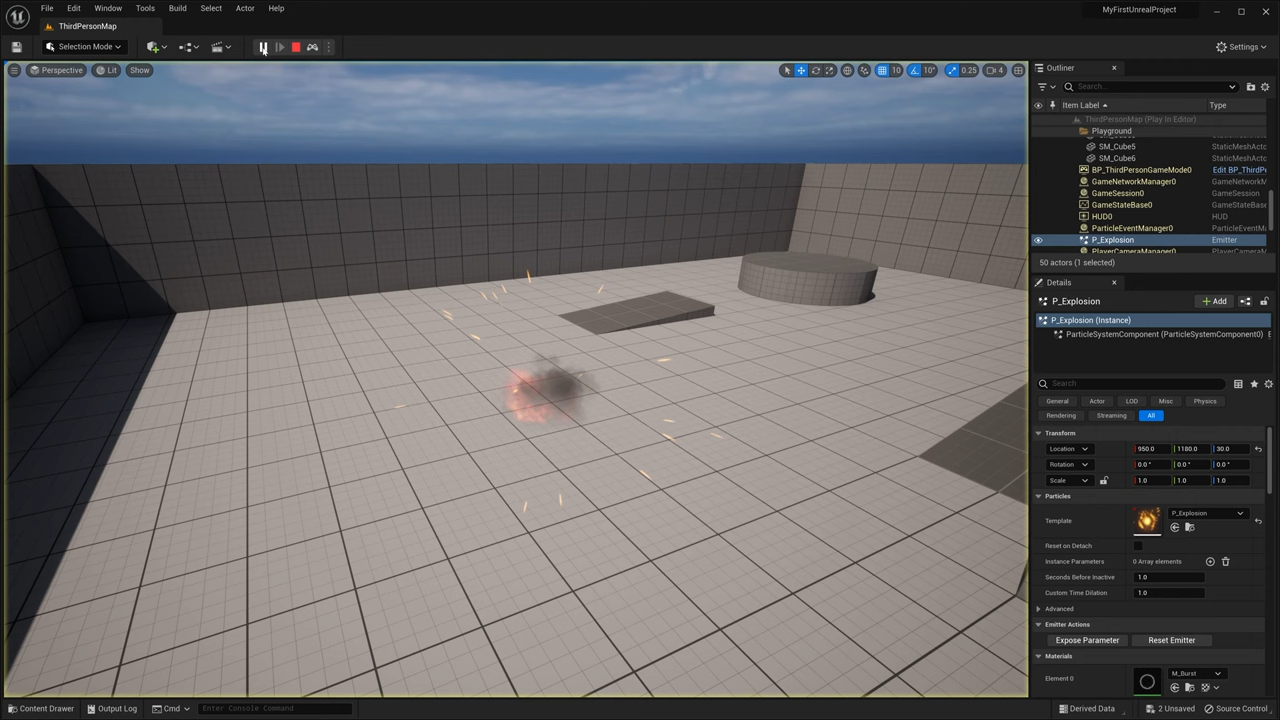 File Edit Window Tools Build Select Actor Help
MyFirstUnrealProject
ThirdPersonMap
Selection Mode
Settings
Perspective Lit Show
10 10° 0.25 4
Outliner
Search...
Item Label Type
ThirdPersonMap (Play In Editor)
Playground
SM_Cube5 StaticMeshActo
SM_Cube6 StaticMeshActo
BP_ThirdPersonGameMode0 Edit BP_ThirdPe
GameNetworkManager0 GameNetworkM
GameSession0 GameSession
GameStateBase0 GameStateBase
HUD0 HUD
ParticleEventManager0 ParticleEventM
P_Explosion Emitter
PlayerCameraManager0
50 actors (1 selected)
Details
P_Explosion
Add
P_Explosion (Instance)
ParticleSystemComponent (ParticleSystemComponent0) E
Search
General Actor LOD Misc Physics
Rendering Streaming All
Transform
Location 950.0 1180.0 30.0
Rotation 0.0° 0.0° 0.0°
Scale 1.0 1.0 1.0
Particles
Template P_Explosion
Reset on Detach
Instance Parameters 0 Array elements
Seconds Before Inactive 1.0
Custom Time Dilation 1.0
Advanced
Emitter Actions
Expose Parameter Reset Emitter
Materials
Element 0 M_Burst
Content Drawer Output Log Cmd Enter Console Command
Derived Data 2 Unsaved Source Control